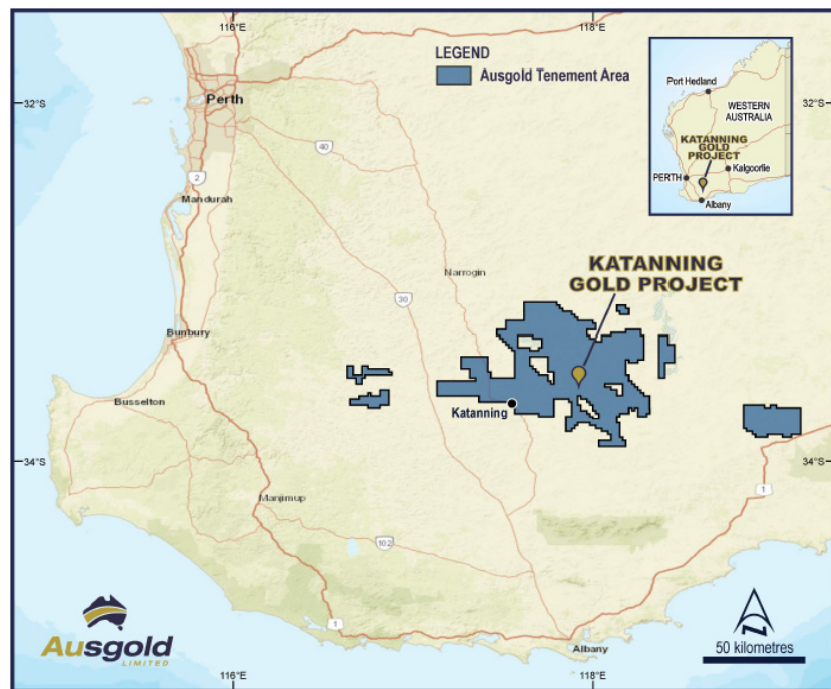 116°E
118°E
LEGEND
Ausgold Tenement Area
32°S
32°S
Perth
Port Hedland
WESTERN
AUSTRALIA
KATANNING
GOLD
PROJECT
Kalgoorlie
PERTH
Albany
40
2
Mandurah
Narrogin
KATANNING
GOLD PROJECT
30
Bunbury
Busselton
Katanning
34°S
34°S
1
Manjimup
102
1
Albany
Ausgold
LIMITED
50 kilometres
116°E
118°E